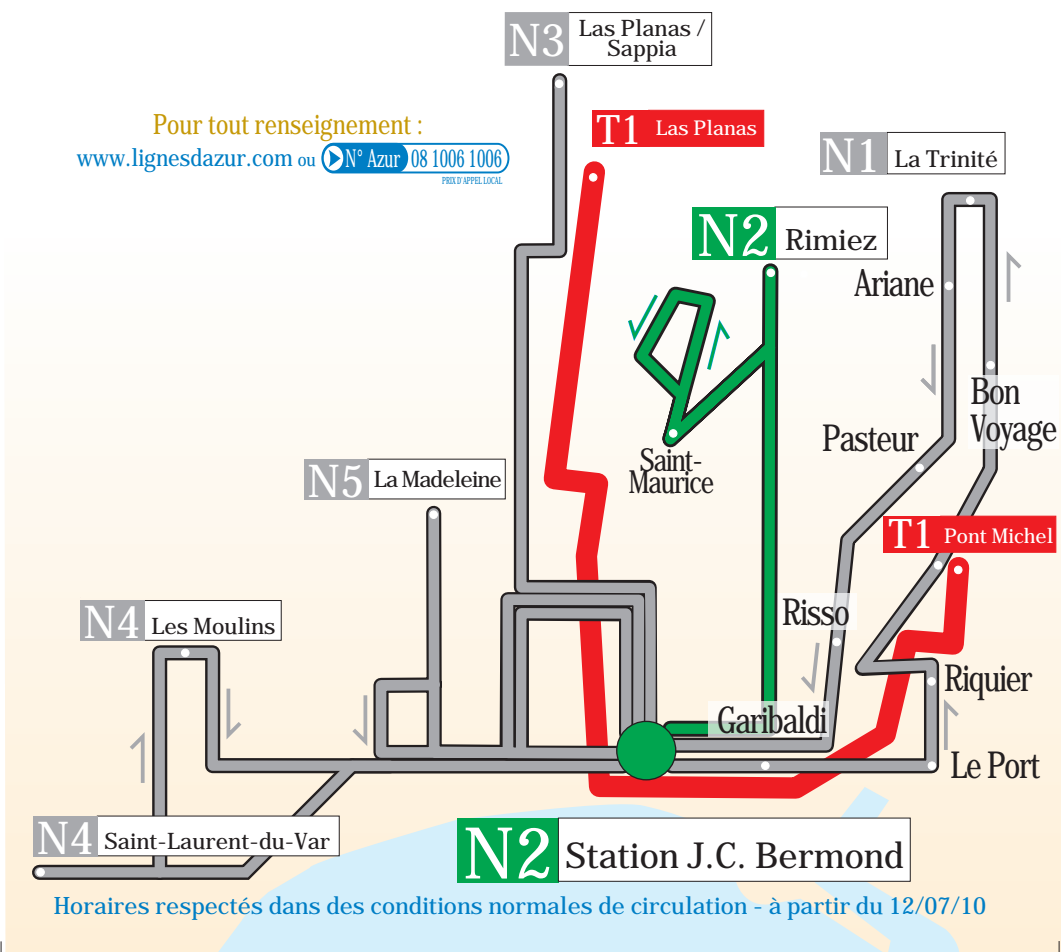 N3 Las Planas /
Sappia
Pour tout renseignement :
www.lignesdazur.com ou N° Azur 08 1006 1006
PRIX D'APPEL LOCAL
T1 Las Planas
N1 La Trinité
N2 Rimiez
Ariane
Bon
Voyage
Pasteur
Saint-
Maurice
N5 La Madeleine
T1 Pont Michel
N4 Les Moulins
Risso
Riquier
Garibaldi
Le Port
N4 Saint-Laurent-du-Var
N2 Station J.C. Bermond
Horaires respectés dans des conditions normales de circulation - à partir du 12/07/10